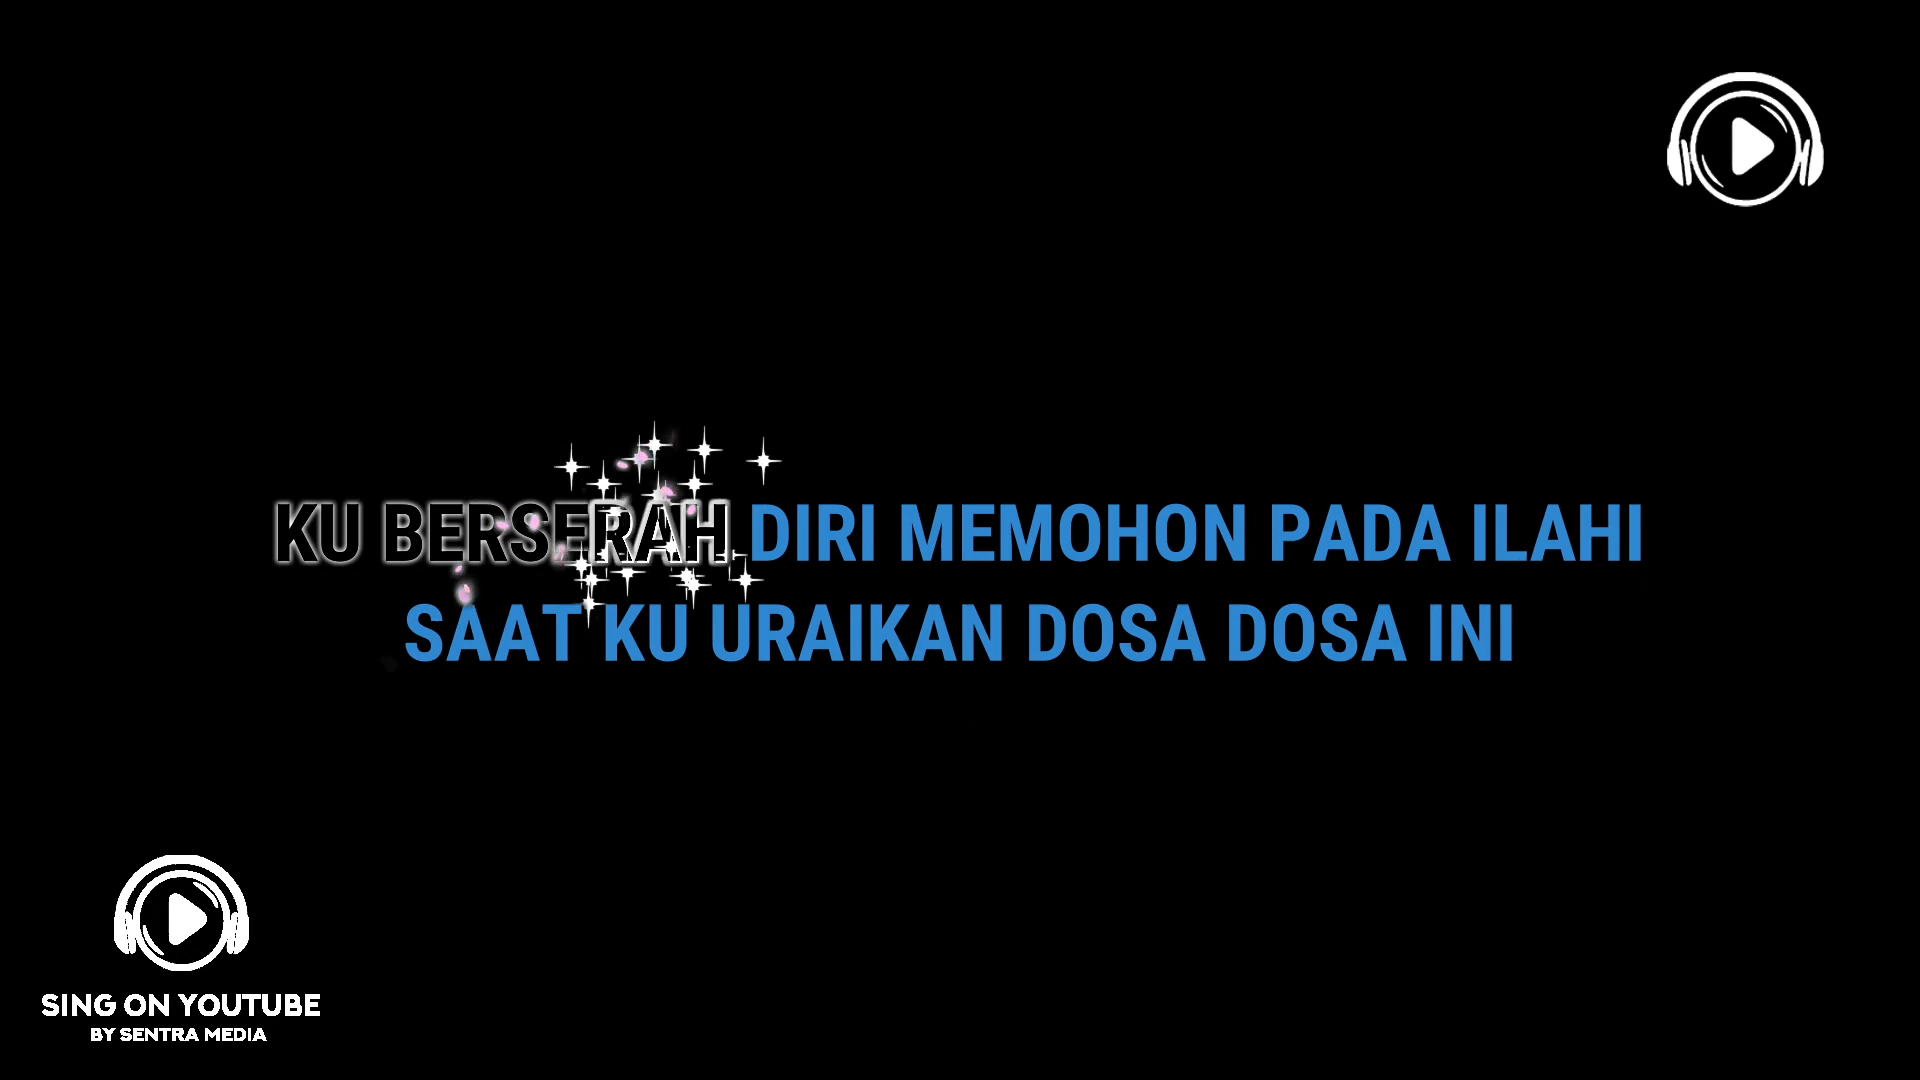 KU BERSERAH DIRI MEMOHON PADA ILAHI
SAAT KU URAIKAN DOSA DOSA INI
SING ON YOUTUBE
BY SENTRA MEDIA